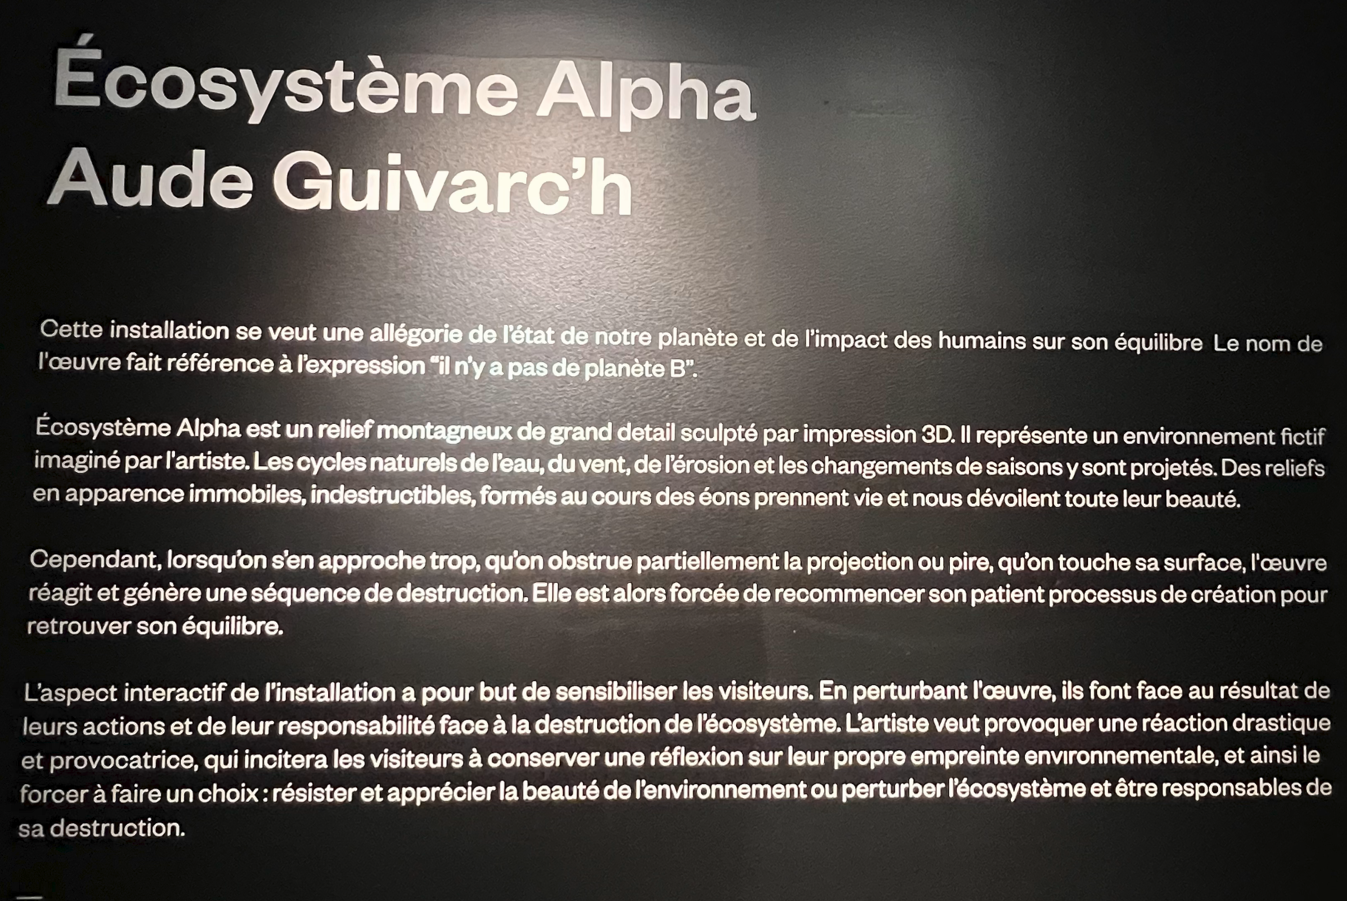 Écosystème Alpha
Aude Guivarc’h
Cette installation se veut une allégorie de l’état de notre planète et de l’impact des humains sur son équilibre Le nom de
l'œuvre fait référence à l’expression “il n’y a pas de planète B”.
Écosystème Alpha est un relief montagneux de grand detail sculpté par impression 3D. Il représente un environnement fictif
imaginé par l'artiste. Les cycles naturels de l’eau, du vent, de l’érosion et les changements de saisons y sont projetés. Des reliefs
en apparence immobiles, indestructibles, formés au cours des éons prennent vie et nous dévoilent toute leur beauté.
Cependant, lorsqu’on s’en approche trop, qu’on obstrue partiellement la projection ou pire, qu’on touche sa surface, l'œuvre
réagit et génère une séquence de destruction. Elle est alors forcée de recommencer son patient processus de création pour
retrouver son équilibre.
L’aspect interactif de l’installation a pour but de sensibiliser les visiteurs. En perturbant l’œuvre, ils font face au résultat de
leurs actions et de leur responsabilité face à la destruction de l’écosystème. L’artiste veut provoquer une réaction drastique
et provocatrice, qui incitera les visiteurs à conserver une réflexion sur leur propre empreinte environnementale, et ainsi le
forcer à faire un choix : résister et apprécier la beauté de l’environnement ou perturber l’écosystème et être responsables de
sa destruction.